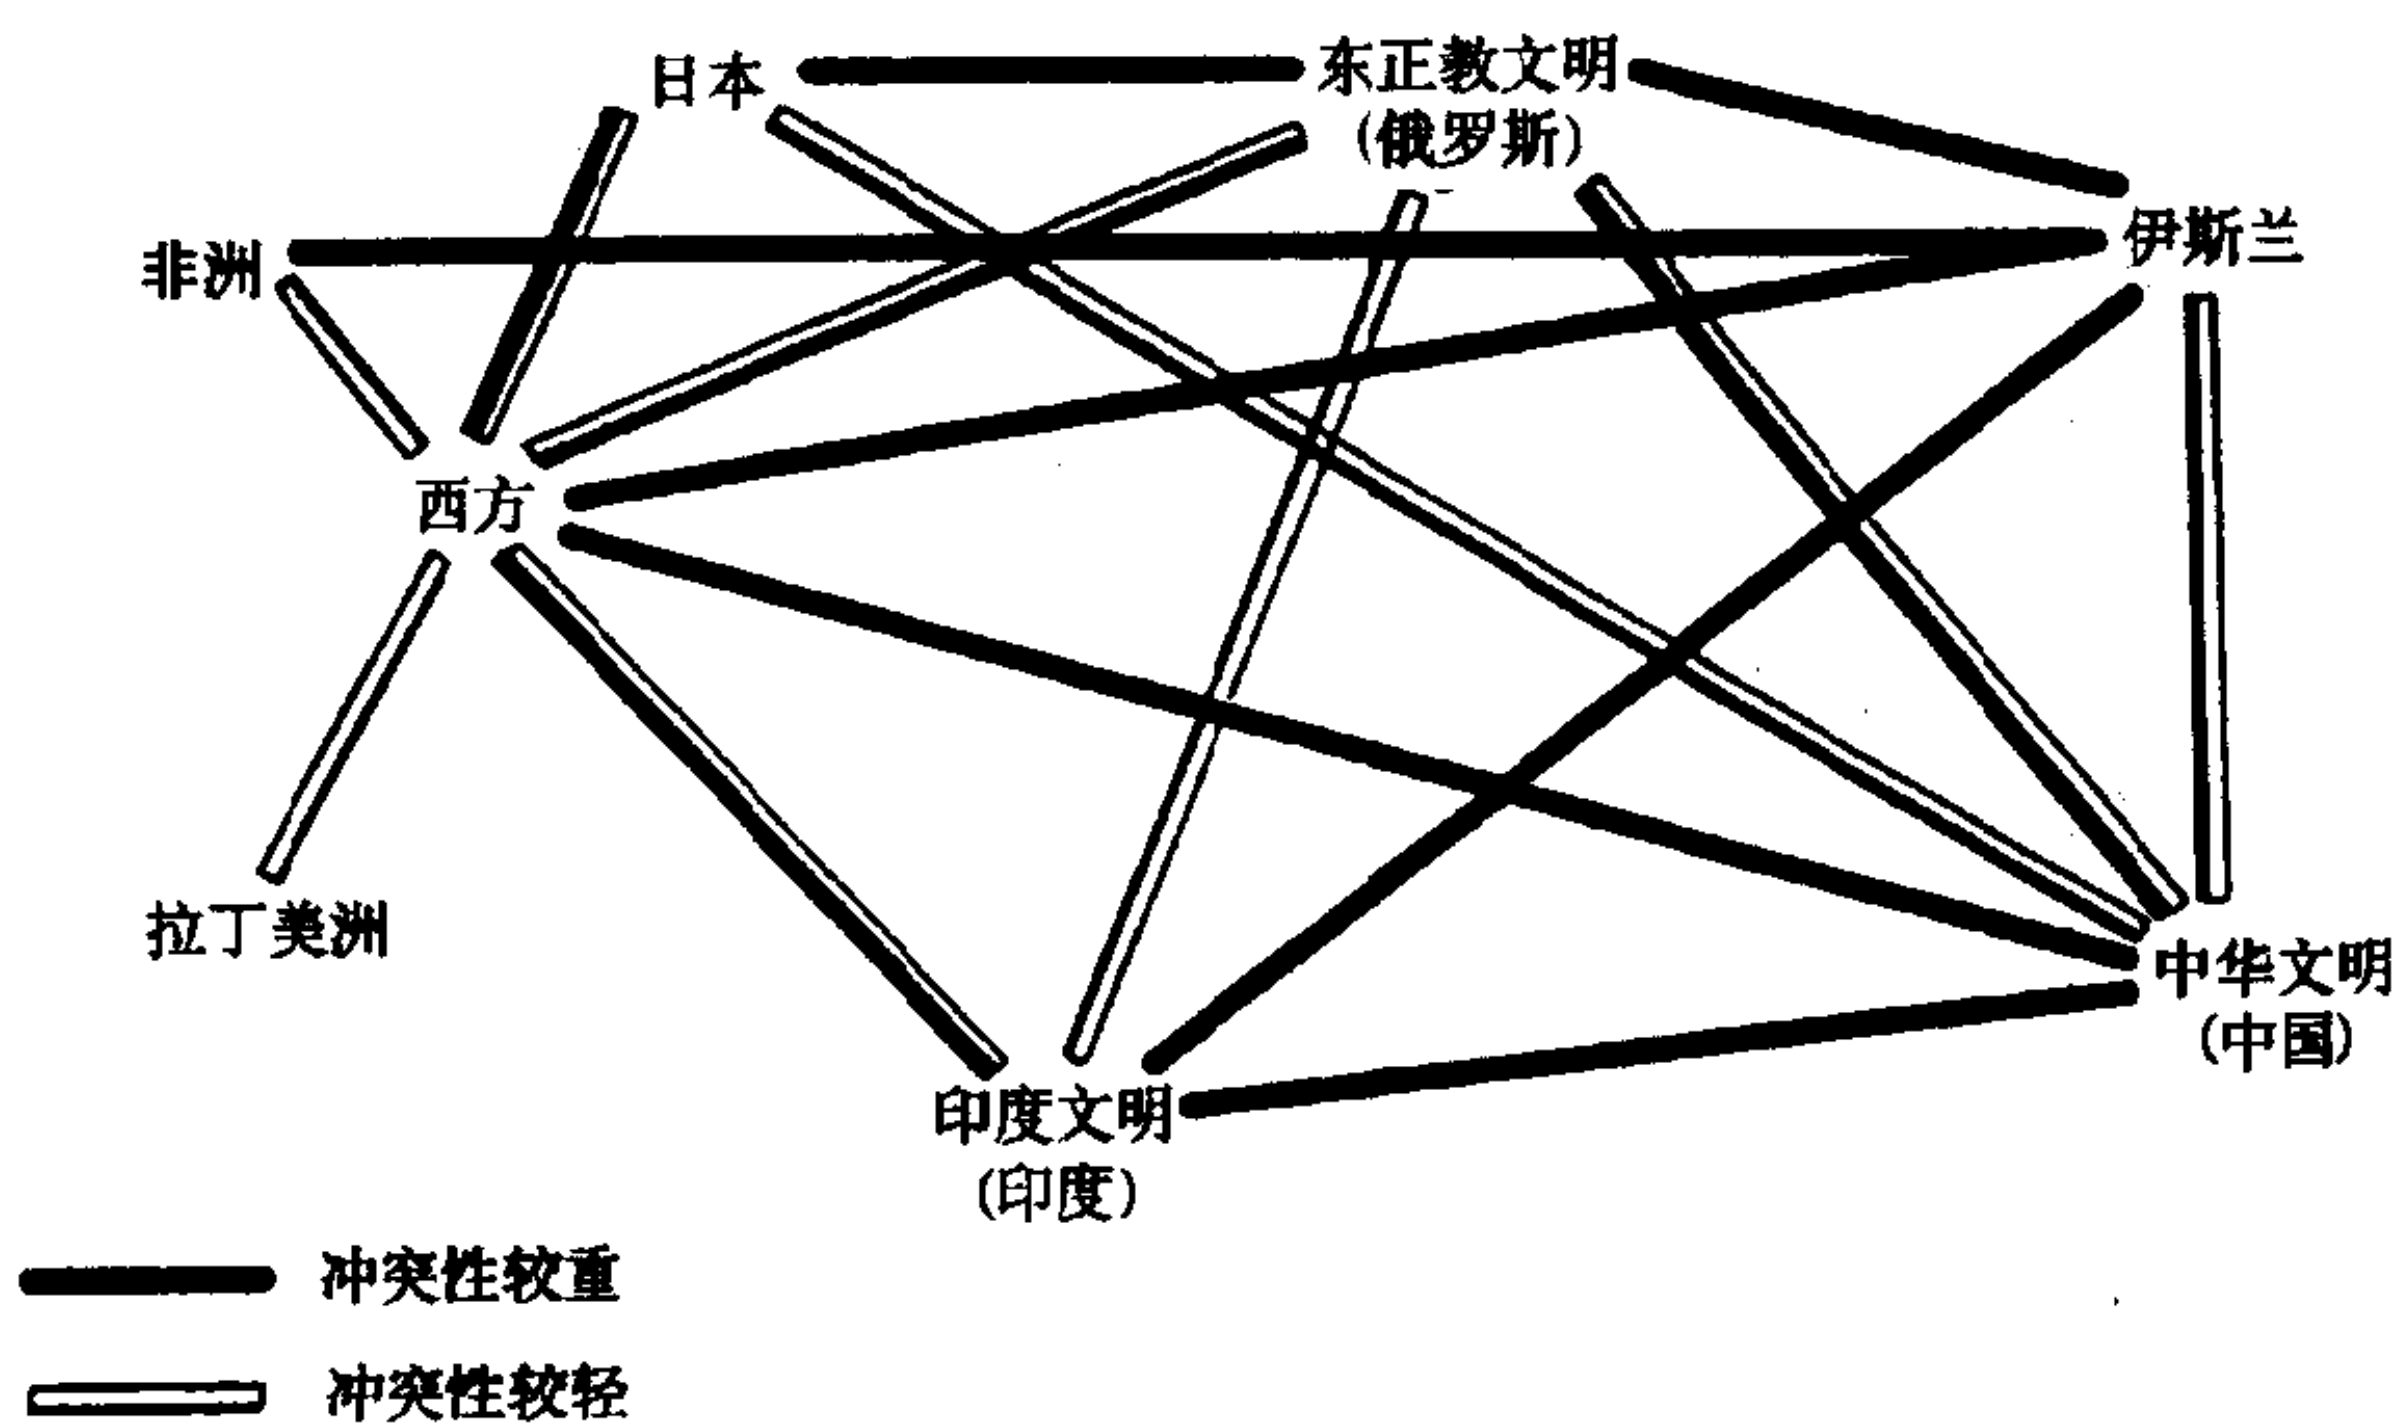 日本
东正教文明
(俄罗斯)
非洲
伊斯兰
西方
拉丁美洲
中华文明
(中国)
印度文明
(印度)
冲突性较重
冲突性较轻